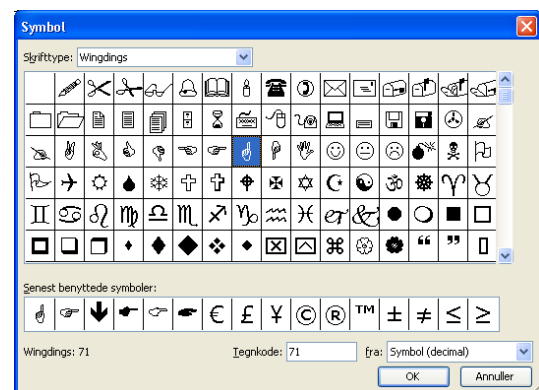 Symbol
Skrifttype: Wingdings
Senest benyttede symboler:
€ £ ¥ © ® ™ ± ≠ ≤ ≥
Wingdings: 71 Tegnkode: 71 fra: Symbol (decimal)
OK Annuller